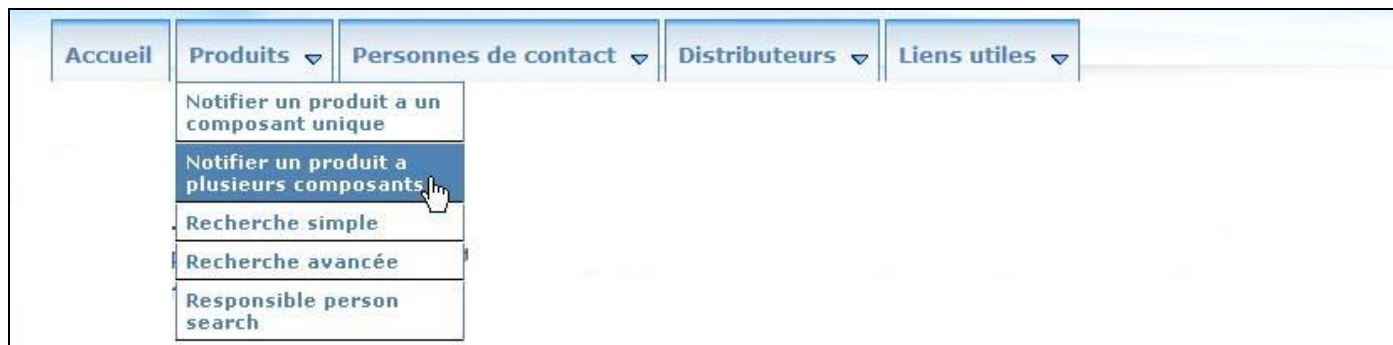 Accueil Produits Personnes de contact Distributeurs Liens utiles
Notifier un produit a un
composant unique
Notifier un produit a
plusieurs composants
Recherche simple
Recherche avancée
Responsible person
search